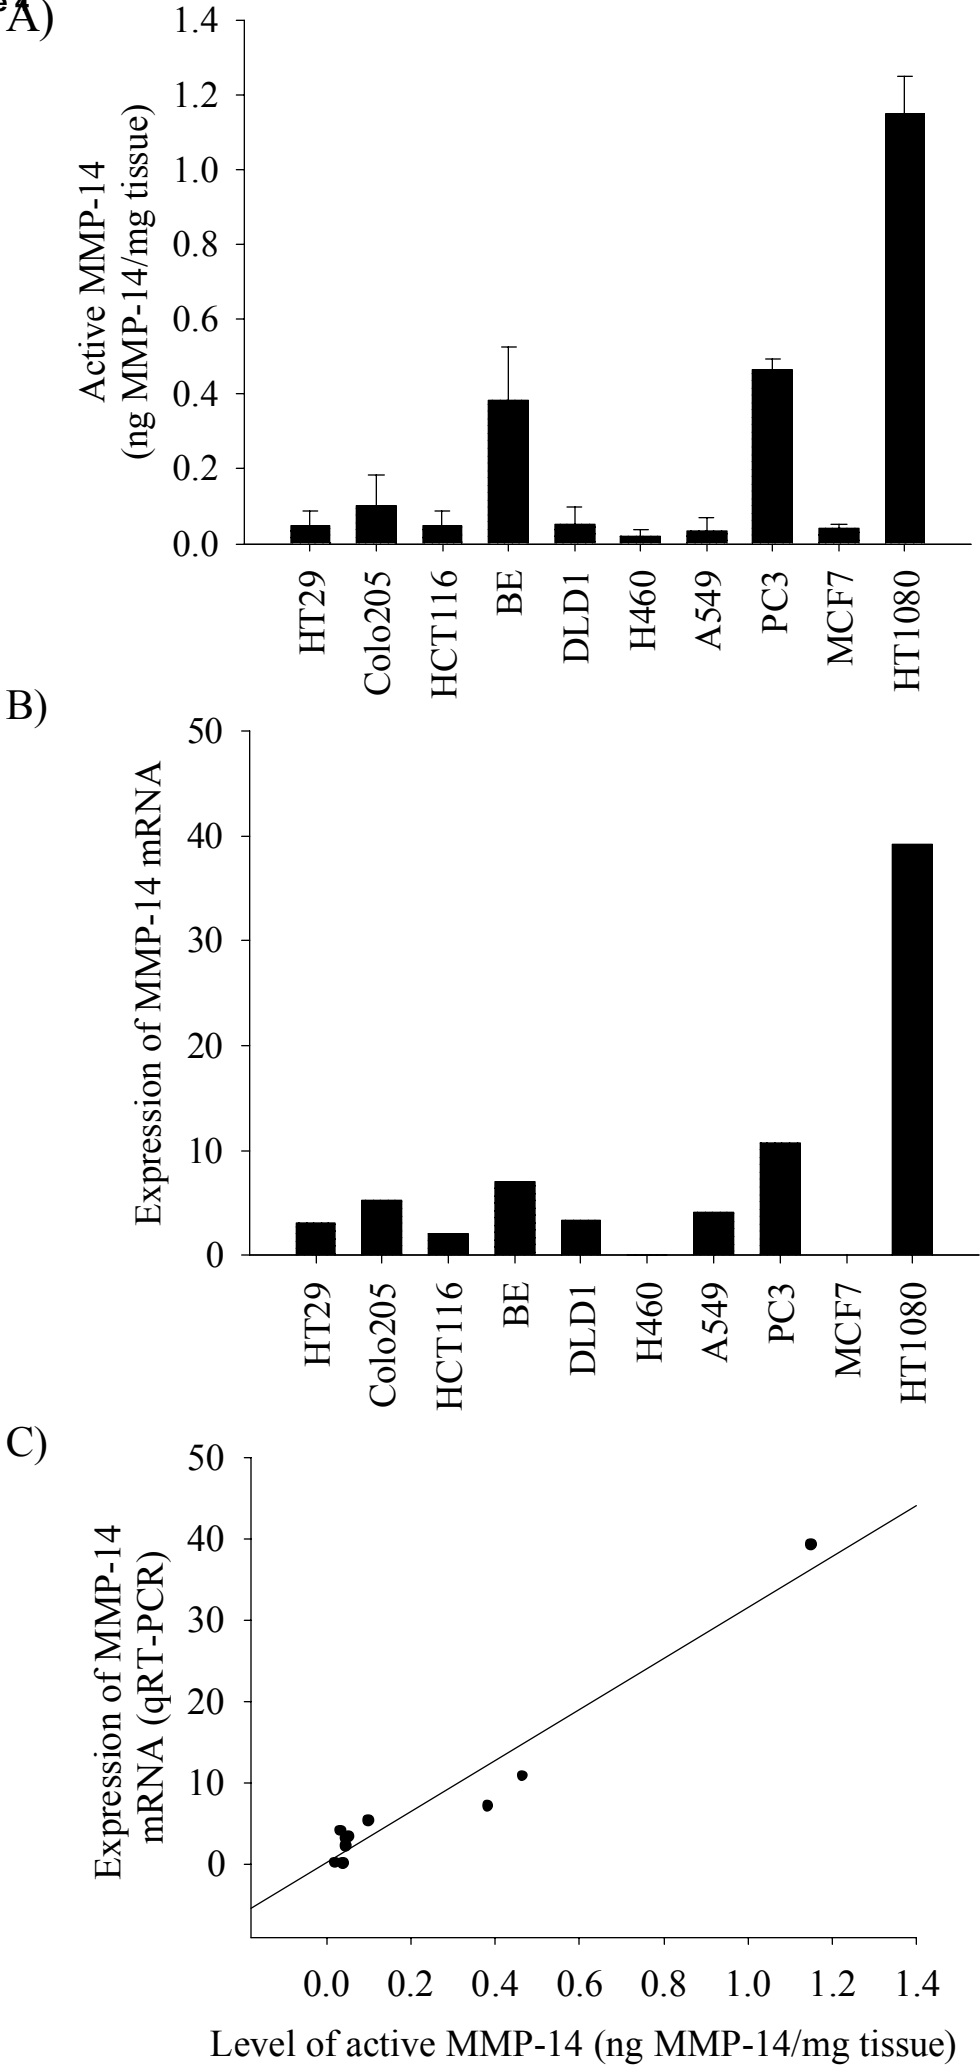 A)
1.4
1.2
1.0
0.8
0.6
0.4
0.2
0.0
Active MMP-14
(ng MMP-14/mg tissue)
HT29
Colo205
HCT116
BE
DLD1
H460
A549
PC3
MCF7
HT1080
B)
50
40
30
20
10
0
Expression of MMP-14 mRNA
HT29
Colo205
HCT116
BE
DLD1
H460
A549
PC3
MCF7
HT1080
C)
50
40
30
20
10
0
Expression of MMP-14
mRNA (qRT-PCR)
0.0 0.2 0.4 0.6 0.8 1.0 1.2 1.4
Level of active MMP-14 (ng MMP-14/mg tissue)